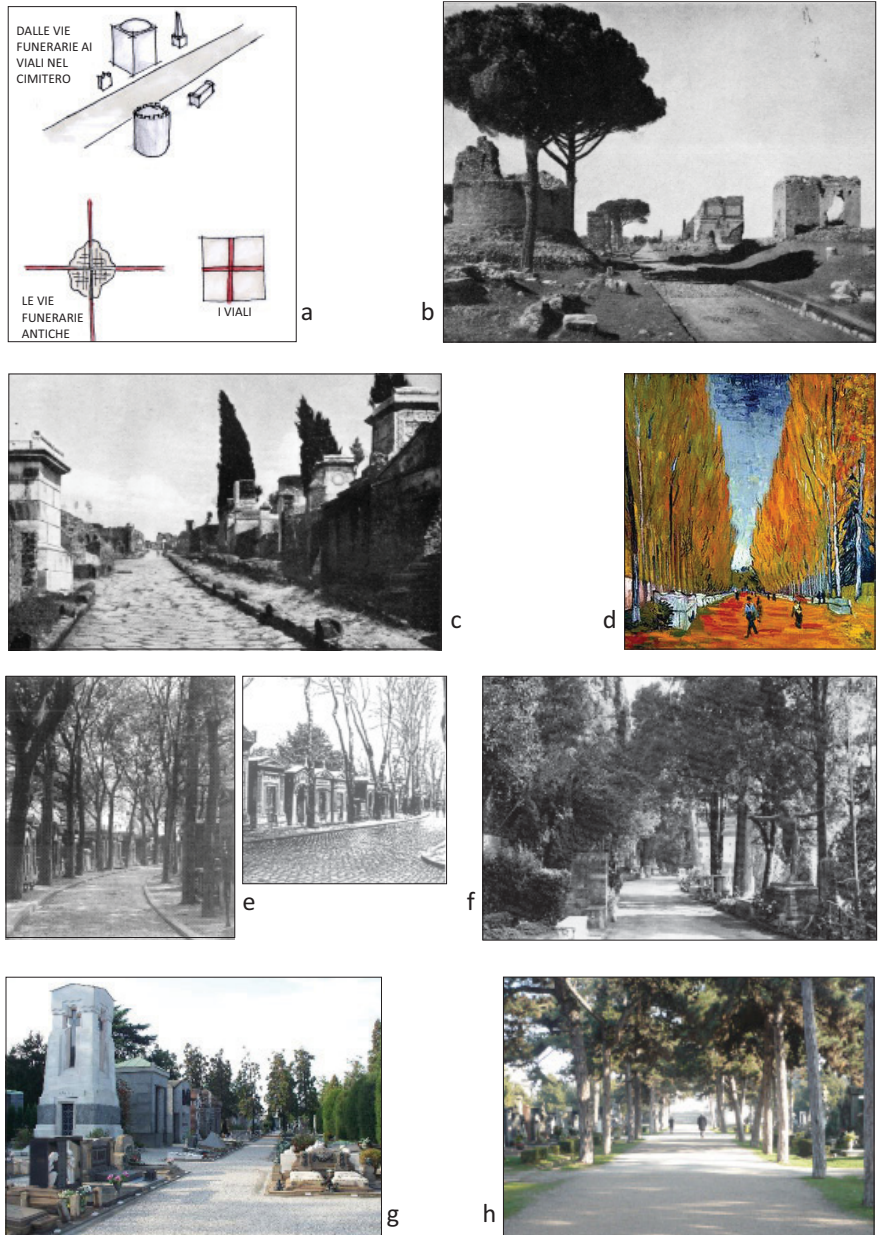 DALLE VIE
FUNERARIE AI
VIALI NEL
CIMITERO
LE VIE
FUNERARIE
ANTICHE
I VIALI
a
b
c
d
e
f
g
h